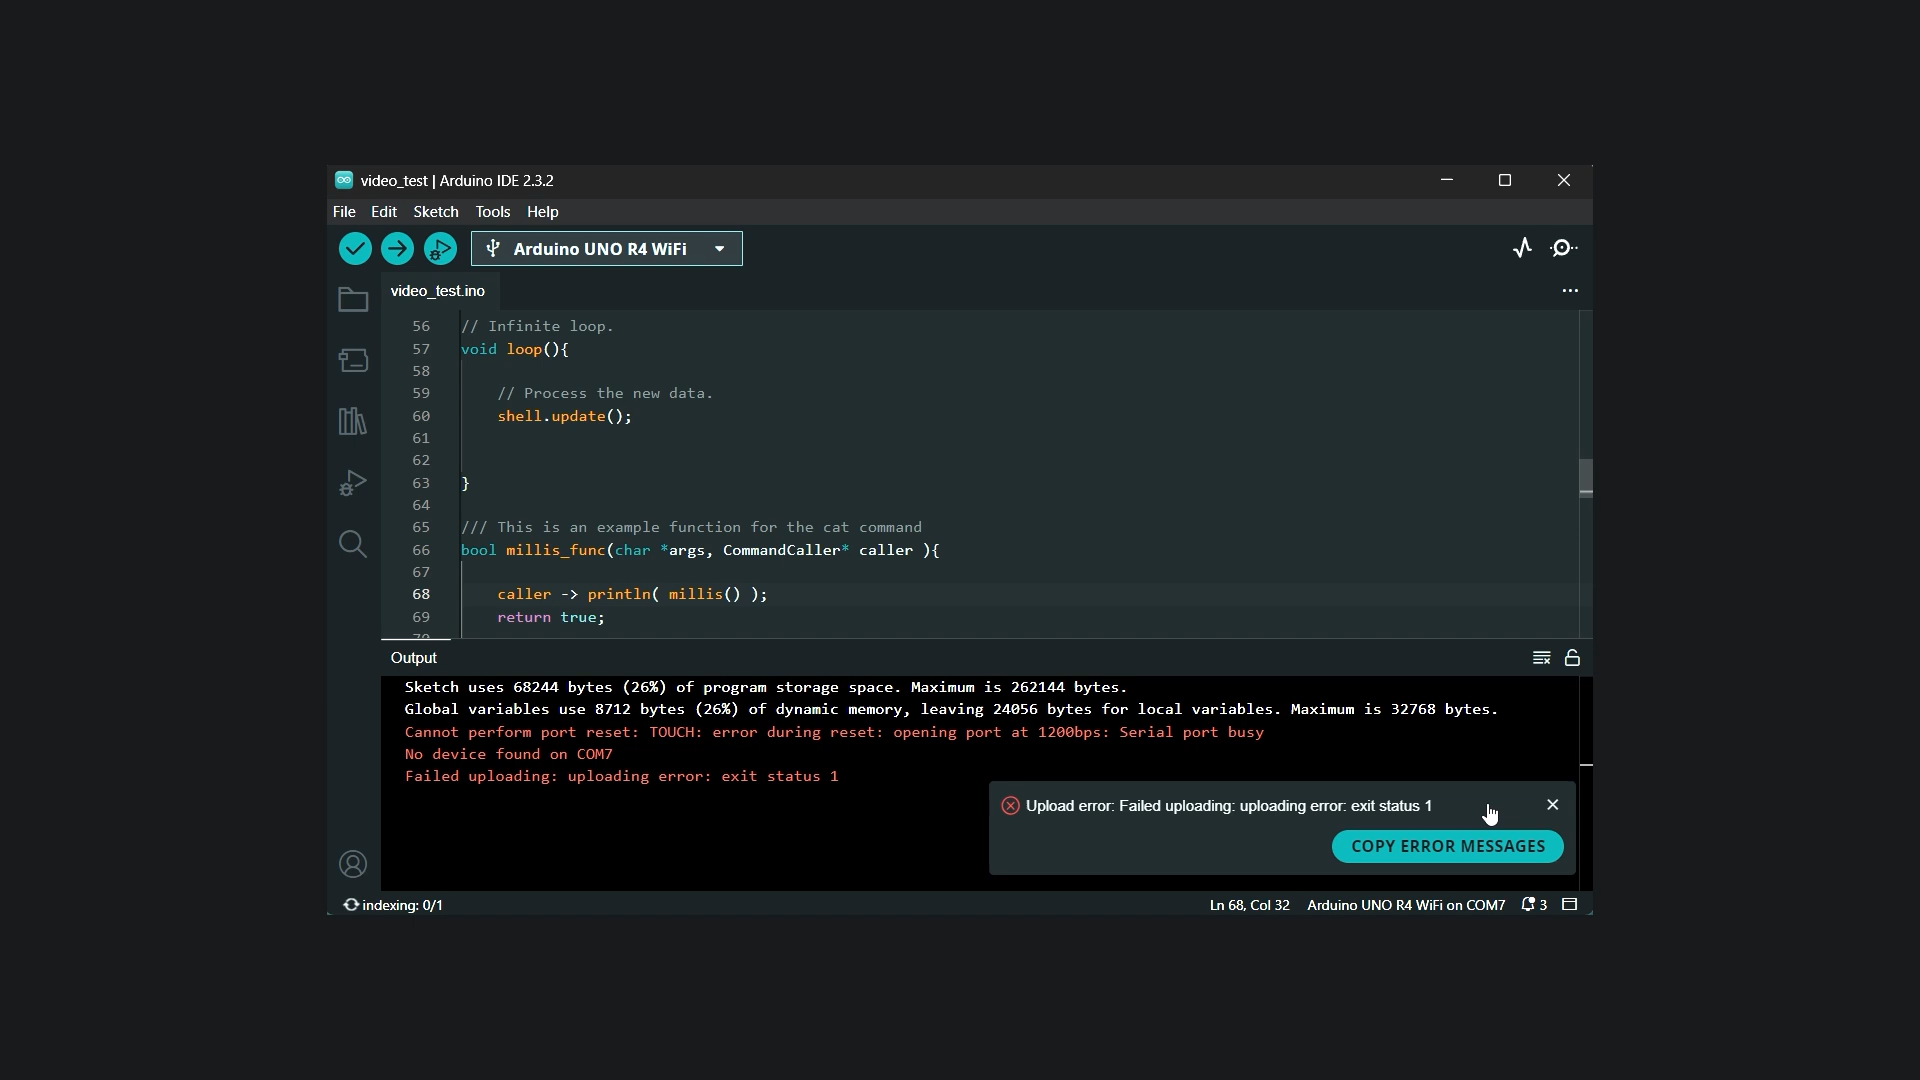 video_test | Arduino IDE 2.3.2
File Edit Sketch Tools Help
Arduino UNO R4 WiFi
video_test.ino
56 // Infinite loop.
57 void loop(){
58
59 // Process the new data.
60 shell.update();
61
62
63 }
64
65 /// This is an example function for the cat command
66 bool millis_func(char *args, CommandCaller* caller ){
67
68 caller -> println( millis() );
69 return true;
70
Output
Sketch uses 68244 bytes (26%) of program storage space. Maximum is 262144 bytes.
Global variables use 8712 bytes (26%) of dynamic memory, leaving 24056 bytes for local variables. Maximum is 32768 bytes.
Cannot perform port reset: TOUCH: error during reset: opening port at 1200bps: Serial port busy
No device found on COM7
Failed uploading: uploading error: exit status 1
Upload error: Failed uploading: uploading error: exit status 1
COPY ERROR MESSAGES
indexing: 0/1 Ln 68, Col 32 Arduino UNO R4 WiFi on COM7 3